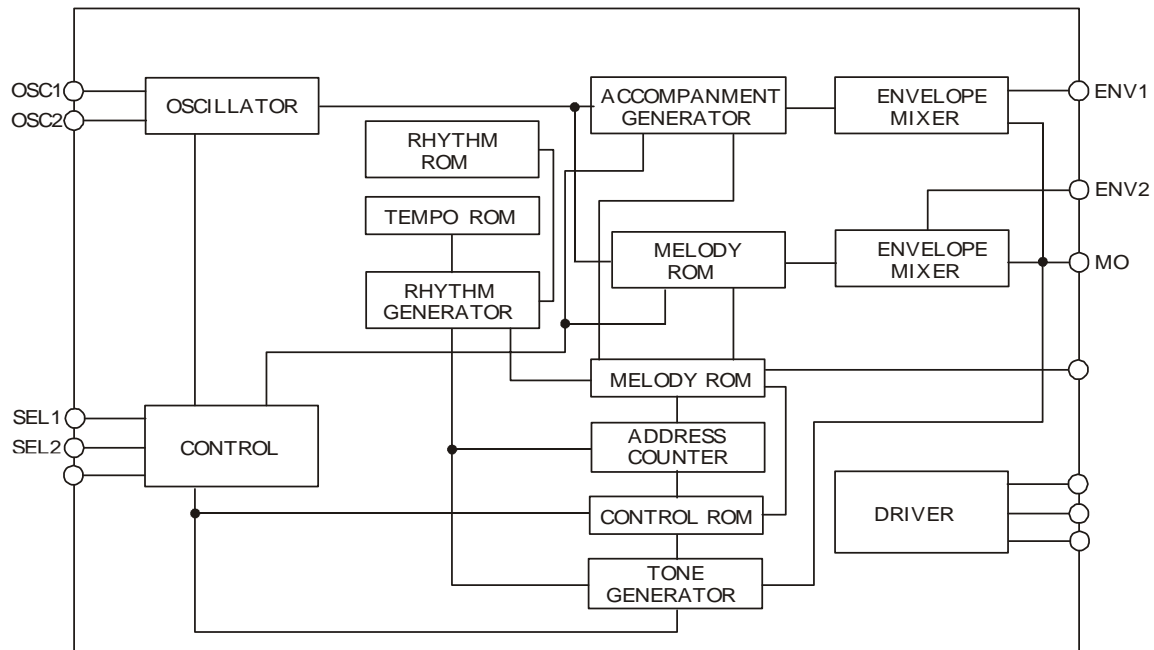 OSC1
OSC2
OSCILLATOR
ACCOMPANMENT
GENERATOR
ENVELOPE
MIXER
ENV1
RHYTHM
ROM
ENV2
TEMPO ROM
MELODY
ROM
ENVELOPE
MIXER
MO
RHYTHM
GENERATOR
MELODY ROM
SEL1
SEL2
CONTROL
ADDRESS
COUNTER
CONTROL ROM
DRIVER
TONE
GENERATOR